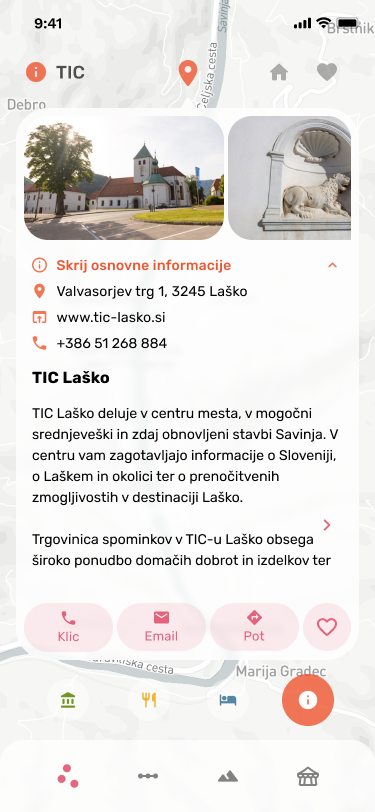 9:41
Brstnik
TIC
Savinja
Celjska cesta
Debro
Skrij osnovne informacije
Valvasorjev trg 1, 3245 Laško
www.tic-lasko.si
+386 51 268 884
TIC Laško
TIC Laško deluje v centru mesta, v mogočni
srednjeveški in zdaj obnovljeni stavbi Savinja. V
centru vam zagotavljajo informacije o Sloveniji,
o Laškem in okolici ter o prenočitvenih
zmogljivostih v destinaciji Laško.
Trgovinica spominkov v TIC-u Laško obsega
široko ponudbo domačih dobrot in izdelkov ter
Klic
Email
Pot
cesta
Marija Gradec